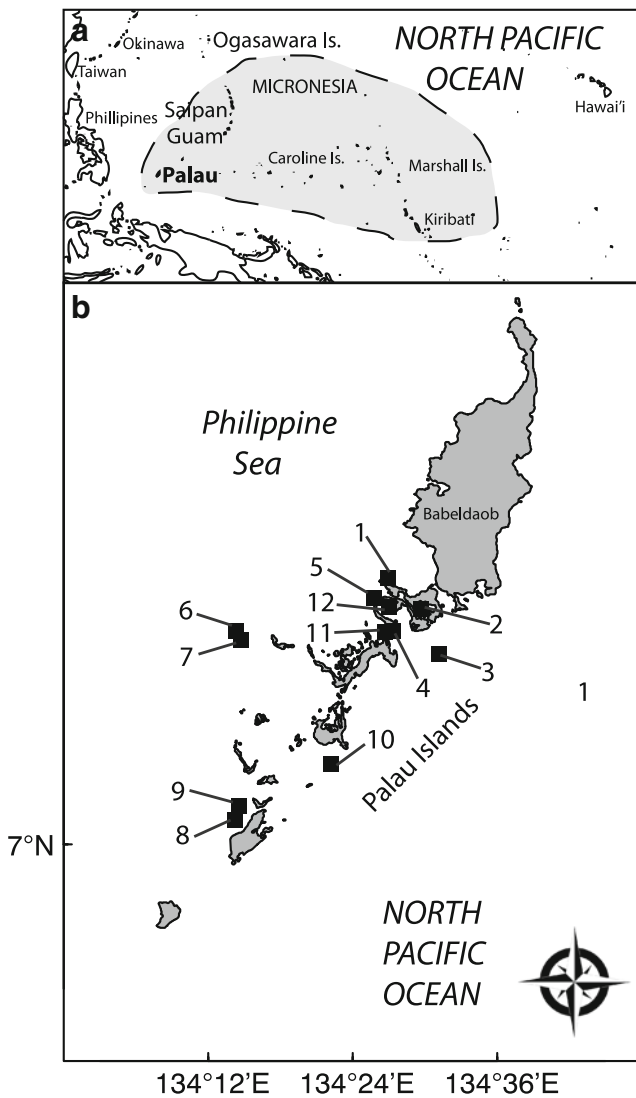 a
Okinawa
Ogasawara Is.
NORTH PACIFIC
OCEAN
Taiwan
MICRONESIA
Hawai'i
Saipan
Phillipines
Guam
Caroline Is.
Marshall Is.
Palau
Kiribati
b
Philippine
Sea
Babeldaob
1
5
12
2
6
11
7
4
3
1
10
Palau Islands
9
8
7°N
NORTH
PACIFIC
OCEAN
134°12'E
134°24'E
134°36'E